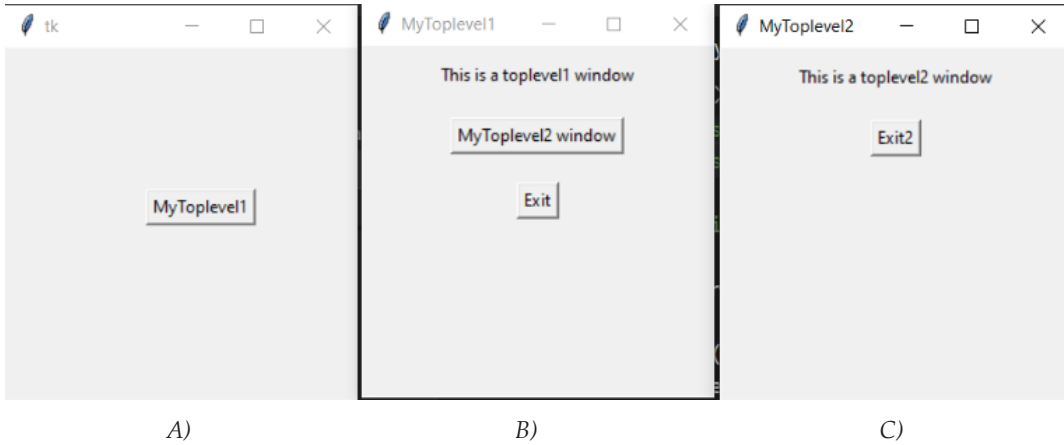 tk
MyToplevel1
MyToplevel1
This is a toplevel1 window
MyToplevel2 window
Exit
MyToplevel2
This is a toplevel2 window
Exit2
A)
B)
C)